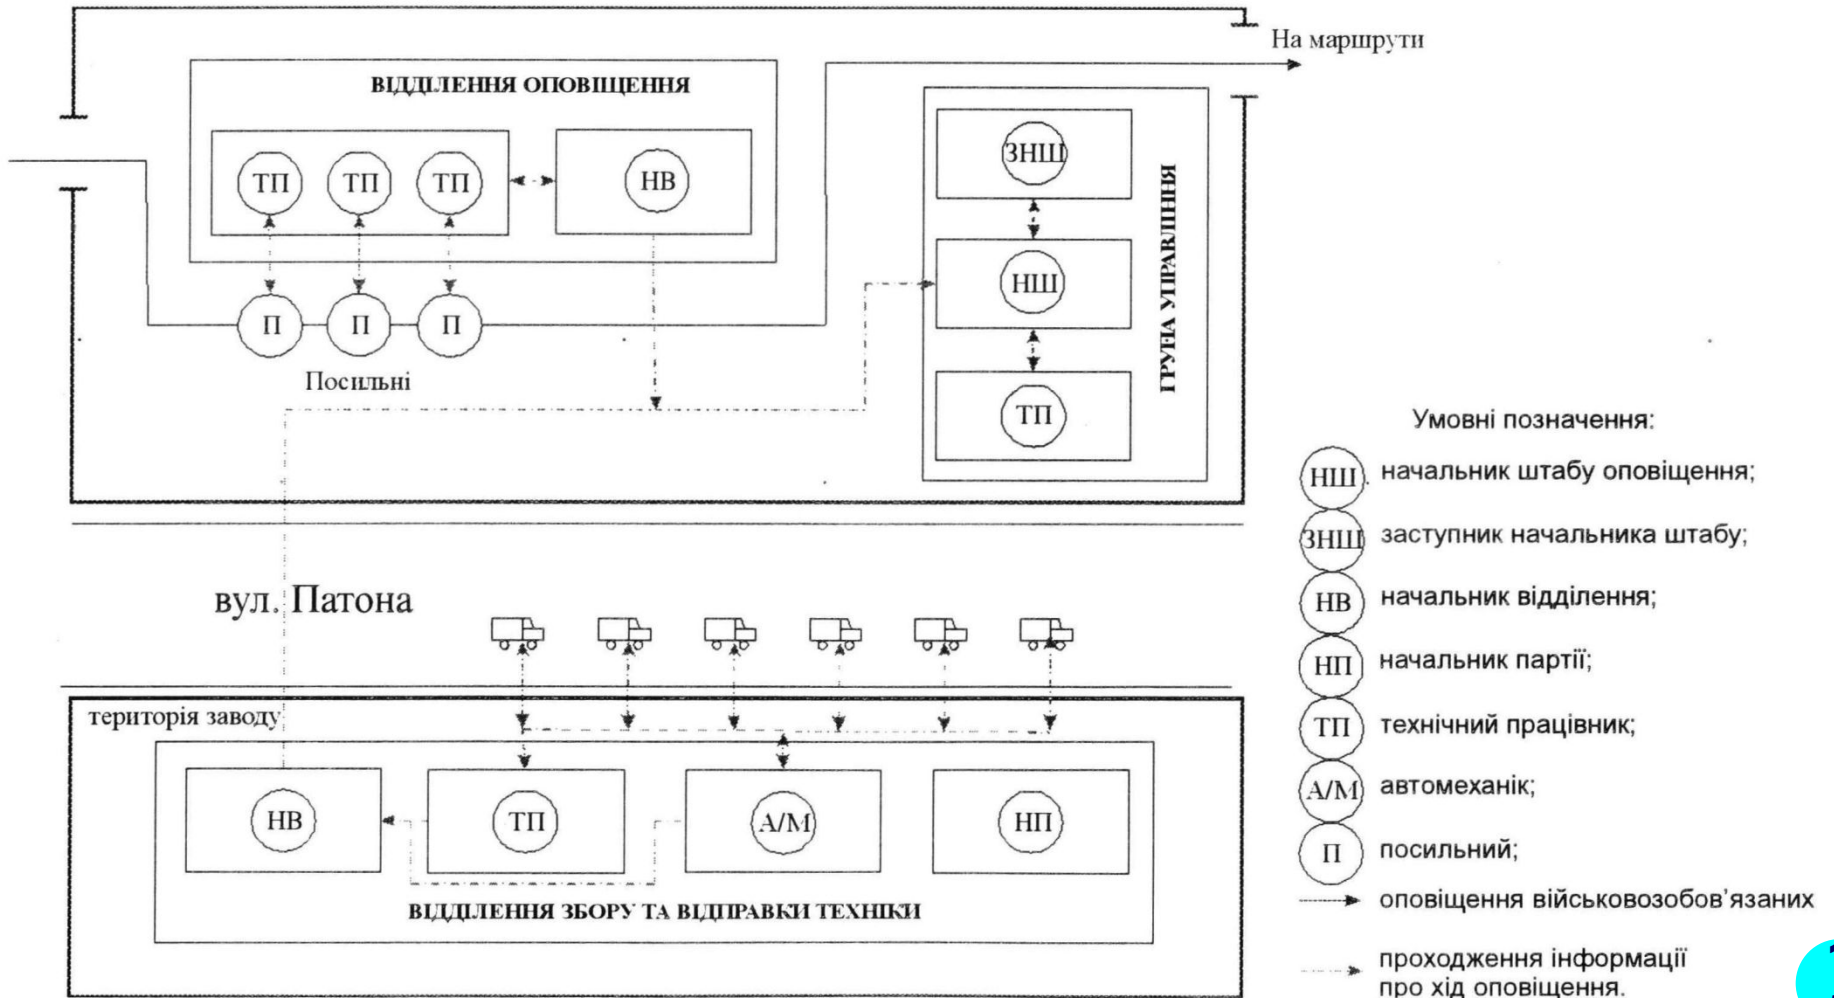 На маршрути
ВІДДІЛЕННЯ ОПОВІЩЕННЯ
ТП ТП ТП НВ
П П П
Посильні
ЗНШ
НШ
ТП
ГРУПА УПРАВЛІННЯ
вул. Патона
територія заводу
НВ ТП А/М НП
ВІДДІЛЕННЯ ЗБОРУ ТА ВІДПРАВКИ ТЕХНІКИ
Умовні позначення:
НШ начальник штабу оповіщення;
ЗНШ заступник начальника штабу;
НВ начальник відділення;
НП начальник партії;
ТП технічний працівник;
А/М автомеханік;
П посильний;
оповіщення військовозобов'язаних
проходження інформації
про хід оповіщення.